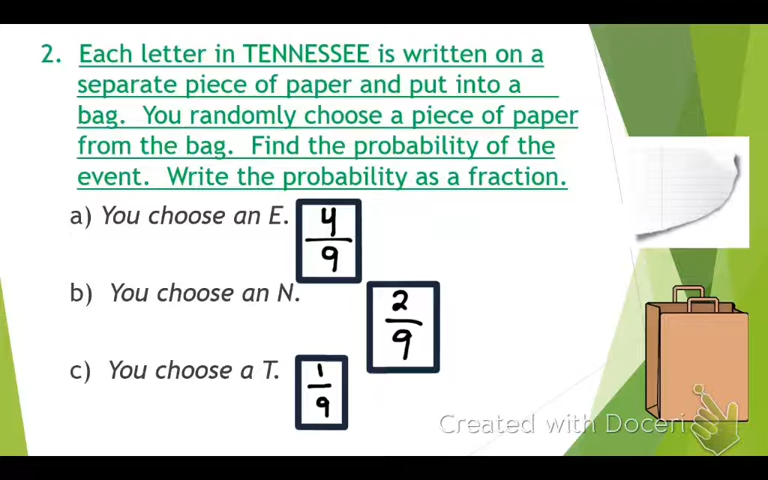 2. Each letter in TENNESSEE is written on a
separate piece of paper and put into a
bag. You randomly choose a piece of paper
from the bag. Find the probability of the
event. Write the probability as a fraction.
a) You choose an E. 4/9
b) You choose an N. 2/9
c) You choose a T. 1/9
Created with Doceri